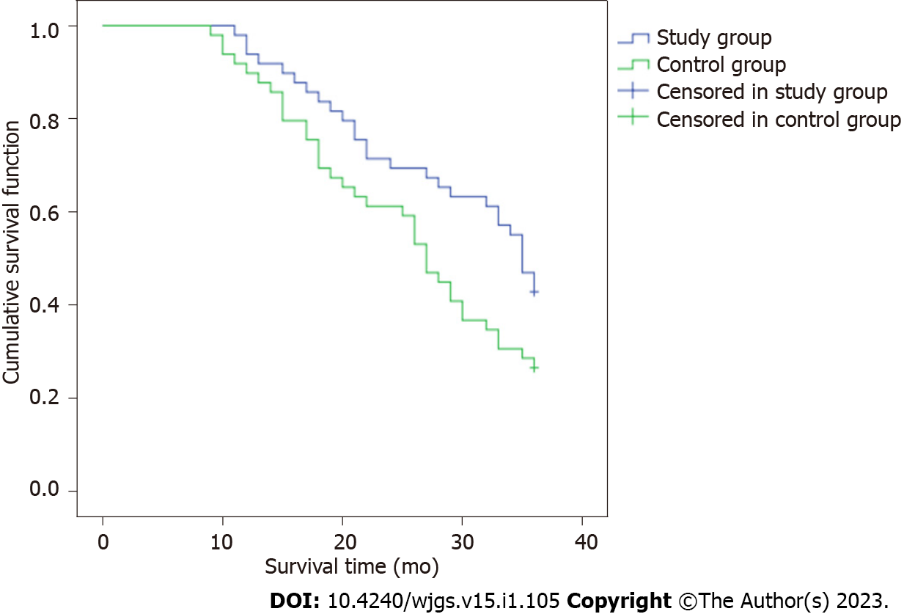 1.0
0.8
0.6
0.4
0.2
0.0
Cumulative survival function
0 10 20 30 40
Survival time (mo)
Study group
Control group
Censored in study group
Censored in control group
DOI: 10.4240/wjgs.v15.i1.105 Copyright ©The Author(s) 2023.